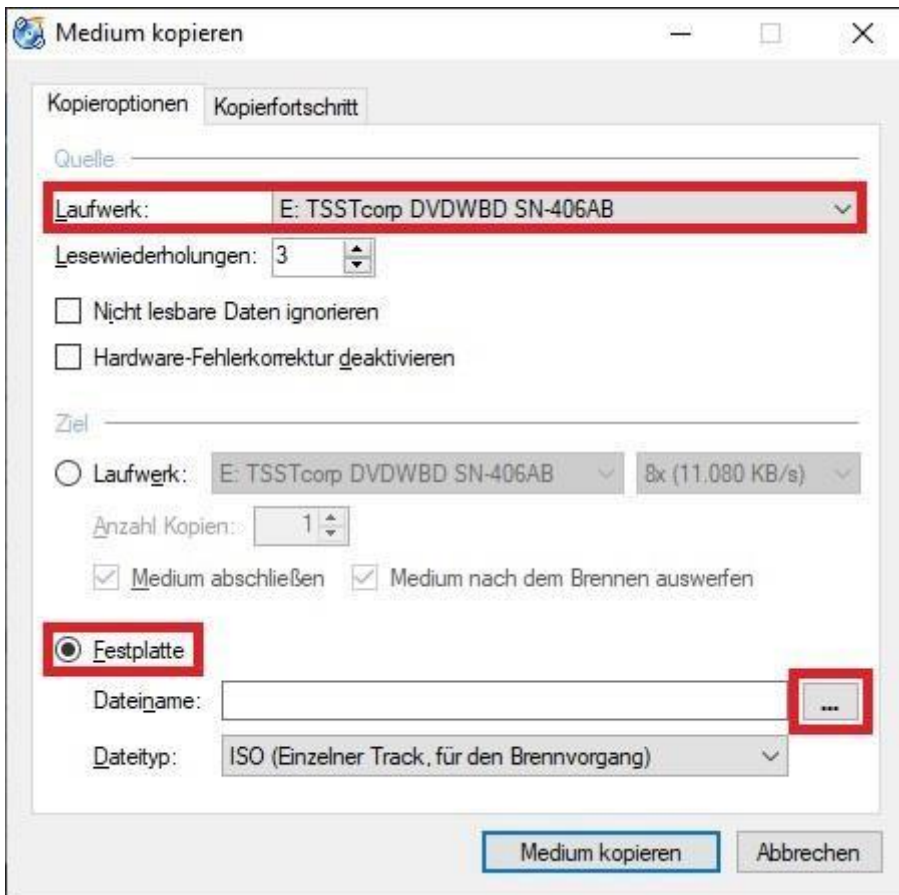 Medium kopieren
Kopieroptionen Kopierfortschritt
Quelle
Laufwerk: E: TSSTcorp DVDWBD SN-406AB
Lesewiederholungen: 3
Nicht lesbare Daten ignorieren
Hardware-Fehlerkorrektur deaktivieren
Ziel
Laufwerk: E: TSSTcorp DVDWBD SN-406AB 8x (11.080 KB/s)
Anzahl Kopien: 1
Medium abschließen Medium nach dem Brennen auswerfen
Festplatte
Dateiname: ...
Dateityp: ISO (Einzelner Track, für den Brennvorgang)
Medium kopieren Abbrechen